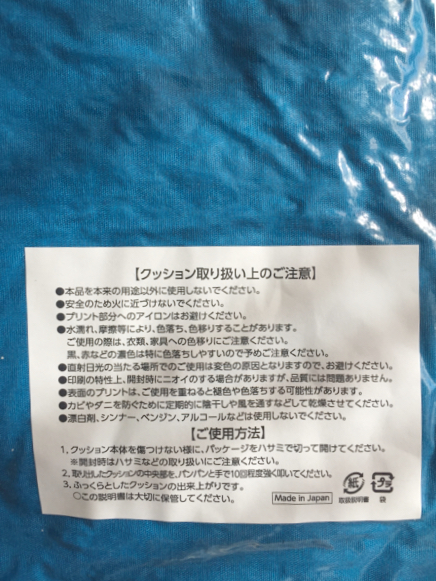 【クッション取り扱い上のご注意】
●本品を本来の用途以外に使用しないでください。
●安全のため火に近づけないでください。
●プリント部分へのアイロンはお避けください。
●水濡れ、摩擦等により、色落ち、色移りすることがあります。
ご使用の際は、衣類、家具への色移りにご注意ください。
黒、赤などの濃色は特に色落ちしやすいので予めご注意ください。
●直射日光の当たる場所でのご使用は変色の原因となりますので、お避けください。
●印刷の特性上、開封時にニオイのする場合がありますが、品質には問題ありません。
●表面のプリントは、ご使用を重ねると褪色や色落ちする可能性があります。
●カビやダニを防ぐために定期的に陰干しや風を通すなどして乾燥させてください。
●漂白剤、シンナー、ベンジン、アルコールなどは使用しないでください。
【ご使用方法】
1. クッション本体を傷つけない様に、パッケージをハサミで切って開けてください。
※開封時はハサミなどの取り扱いにご注意ください。
2. 取り出したクッションの中央部を、パンパンと手で10回程度強く叩いてください。
3. ふっくらとしたクッションの出来上がりです。
○この説明書は大切に保管してください。
Made in Japan
紙
取扱説明書
プラ
袋